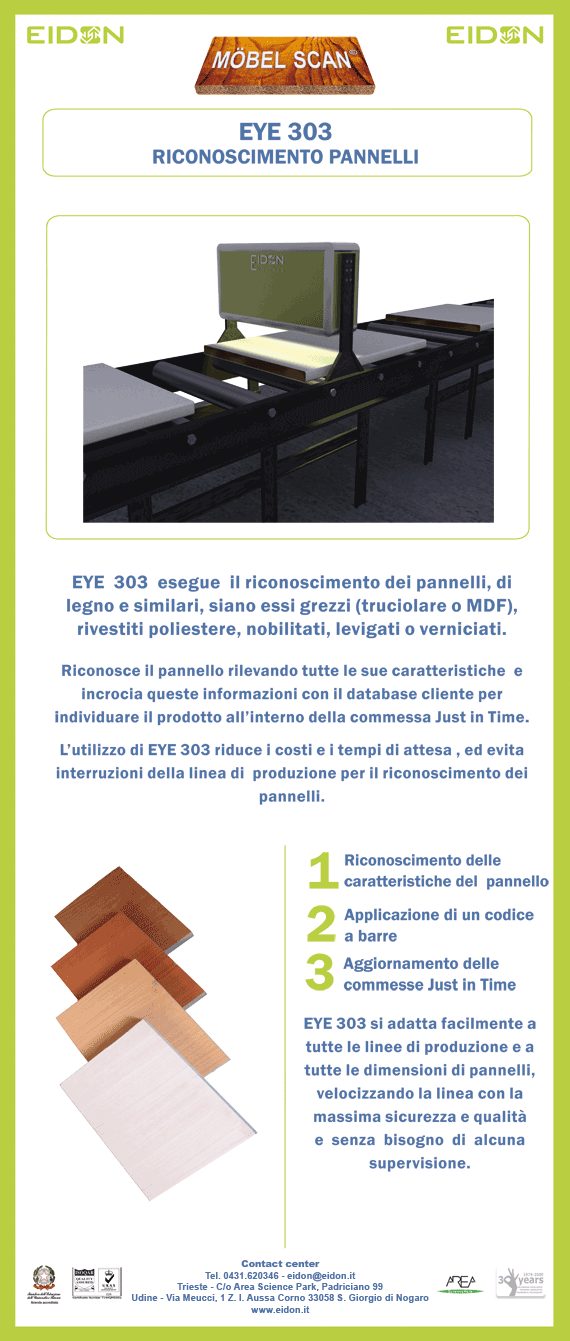 EIDON
EIDON
MÖBEL SCAN®
EYE 303
RICONOSCIMENTO PANNELLI
EIDON
EYE 303 esegue il riconoscimento dei pannelli, di
legno e similari, siano essi grezzi (truciolare o MDF),
rivestiti poliestere, nobilitati, levigati o verniciati.
Riconosce il pannello rilevando tutte le sue caratteristiche e
incrocia queste informazioni con il database cliente per
individuare il prodotto all'interno della commessa Just in Time.
L'utilizzo di EYE 303 riduce i costi e i tempi di attesa , ed evita
interruzioni della linea di produzione per il riconoscimento dei
pannelli.
1 Riconoscimento delle
caratteristiche del pannello
2 Applicazione di un codice
a barre
3 Aggiornamento delle
commesse Just in Time
EYE 303 si adatta facilmente a
tutte le linee di produzione e a
tutte le dimensioni di pannelli,
velocizzando la linea con la
massima sicurezza e qualità
e senza bisogno di alcuna
supervisione.
Contact center
Tel. 0431.620346 - eidon@eidon.it
Trieste - C/o Area Science Park, Padriciano 99
Udine - Via Meucci, 1 Z. I. Aussa Corno 33058 S. Giorgio di Nogaro
www.eidon.it
QUALITY
ASSURED
AREA
30 years